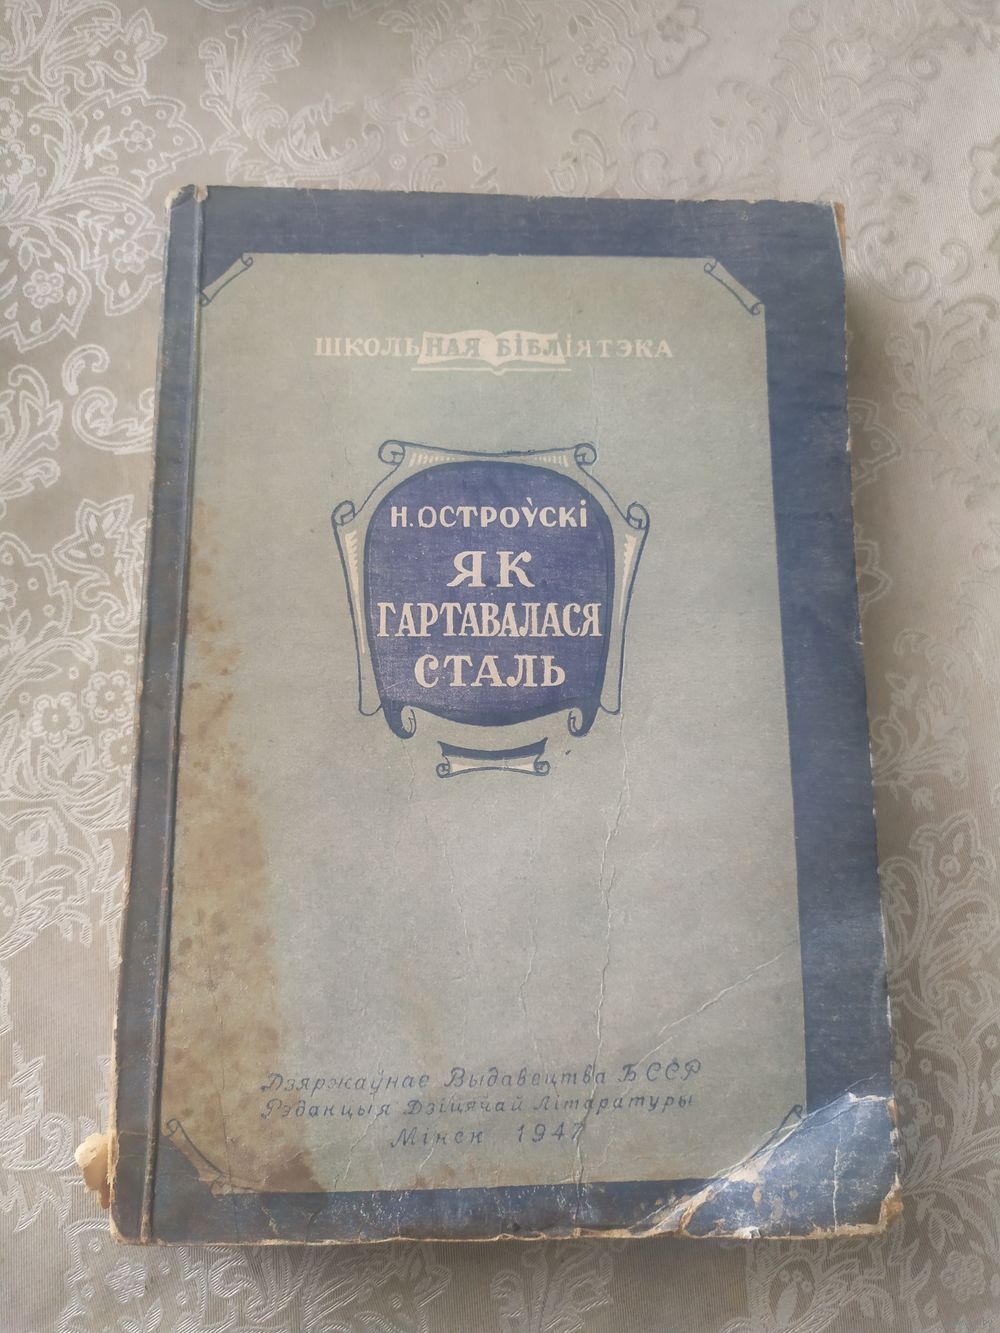 ШКОЛЬНАЯ БІБЛІЯТЭКА
Н. ОСТРОЎСКІ
ЯК
ГАРТАВАЛАСЯ
СТАЛЬ
Дзяржаўнае Выдавецтва БССР
Рэдакцыя Дзіцячай Літаратуры
Мінск 1947